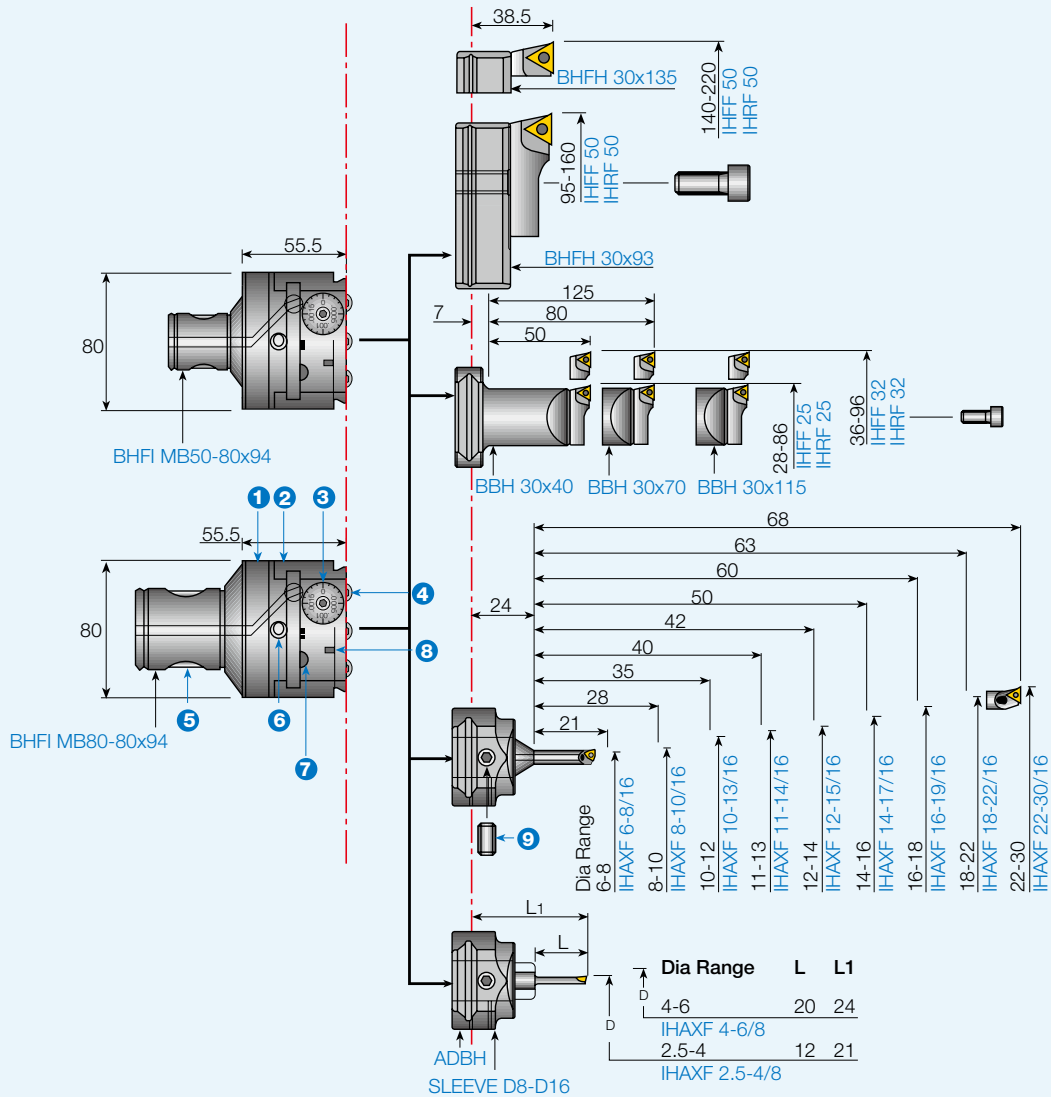 38.5
BHFH 30x135
140-220
IHFF 50
IHRF 50
95-160
IHFF 50
IHRF 50
BHFH 30x93
55.5
80
BHFI MB50-80x94
7
125
80
50
36-96
IHFF 32
IHRF 32
28-86
IHFF 25
IHRF 25
BBH 30x40
BBH 30x70
BBH 30x115
1
2
3
55.5
80
4
8
5
6
7
BHFI MB80-80x94
68
63
60
50
24
42
40
35
28
21
9
Dia Range
6-8
IHAXF 6-8/16
8-10
IHAXF 8-10/16
10-12
IHAXF 10-13/16
11-13
IHAXF 11-14/16
12-14
IHAXF 12-15/16
14-16
IHAXF 14-17/16
16-18
IHAXF 16-19/16
18-22
IHAXF 18-22/16
22-30
IHAXF 22-30/16
L1
L
D
D
Dia Range L L1
4-6 20 24
IHAXF 4-6/8
2.5-4 12 21
IHAXF 2.5-4/8
ADBH
SLEEVE D8-D16